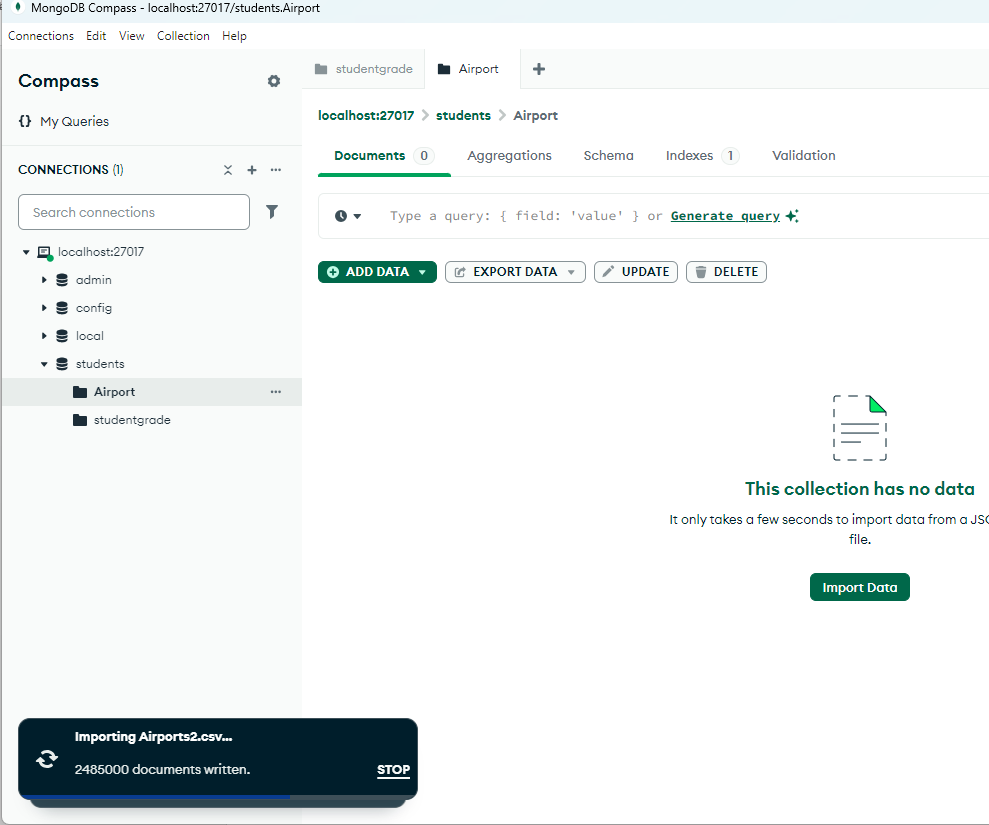 MongoDB Compass - localhost:27017/students.Airport
Connections Edit View Collection Help
Compass
{} My Queries
CONNECTIONS (1)
Search connections
localhost:27017
admin
config
local
students
Airport
studentgrade
studentgrade Airport
localhost:27017 > students > Airport
Documents 0 Aggregations Schema Indexes 1 Validation
Type a query: { field: 'value' } or Generate query
ADD DATA EXPORT DATA UPDATE DELETE
This collection has no data
It only takes a few seconds to import data from a JSO
file.
Import Data
Importing Airports2.csv...
2485000 documents written.
STOP